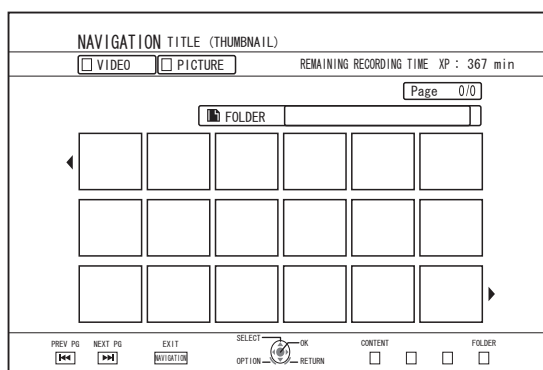 NAVIGATION TITLE (THUMBNAIL)
VIDEO PICTURE REMAINING RECORDING TIME XP : 367 min
Page 0/0
FOLDER
PREV PG NEXT PG EXIT SELECT OK CONTENT FOLDER
NAVIGATION OPTION RETURN